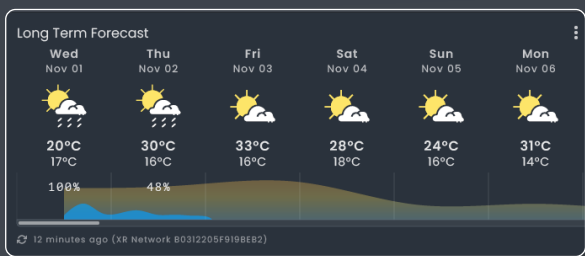 Long Term Forecast
Wed Thu Fri Sat Sun Mon
Nov 01 Nov 02 Nov 03 Nov 04 Nov 05 Nov 06
20°C 30°C 33°C 28°C 24°C 31°C
17°C 16°C 16°C 18°C 16°C 14°C
100% 48%
12 minutes ago (XR Network B0312205F919BEB2)